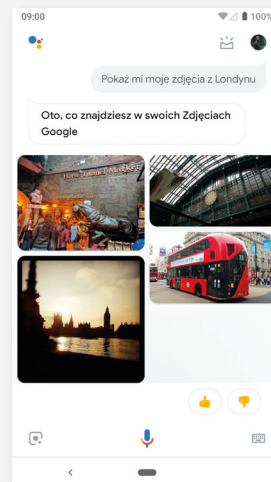 09:00
100%
Pokaż mi moje zdjęcia z Londynu
Oto, co znajdziesz w swoich Zdjęciach
Google